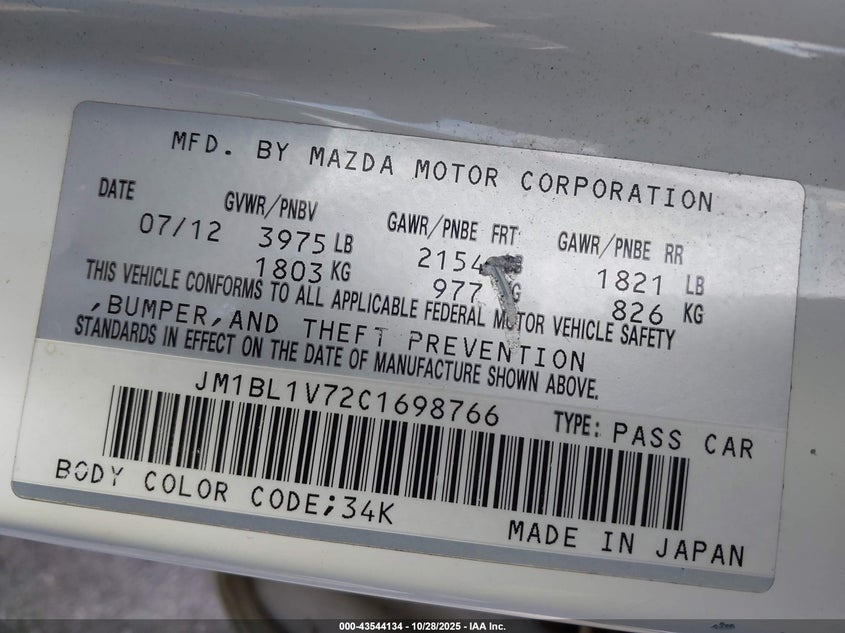 MFD. BY MAZDA MOTOR CORPORATION
DATE GVWR/PNBV GAWR/PNBE FRT GAWR/PNBE RR
07/12 3975 LB 2154 1821 LB
1803 KG 977 826 KG
THIS VEHICLE CONFORMS TO ALL APPLICABLE FEDERAL MOTOR VEHICLE SAFETY
,BUMPER,AND THEFT PREVENTION
STANDARDS IN EFFECT ON THE DATE OF MANUFACTURE SHOWN ABOVE.
JM1BL1V72C1698766 TYPE: PASS CAR
BODY COLOR CODE;34K
MADE IN JAPAN
000-43544134 - 10/28/2025 - IAA Inc.